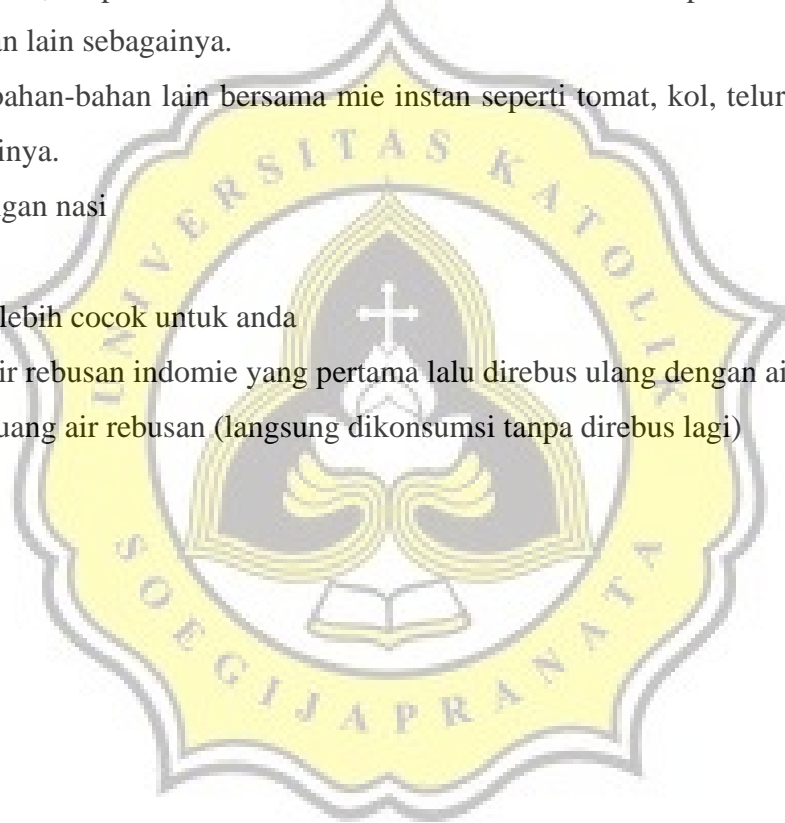 an lain sebagainya.
bahan-bahan lain bersama mie instan seperti tomat, kol, telur
inya.
gan nasi
lebih cocok untuk anda
ir rebusan indomie yang pertama lalu direbus ulang dengan ai
uang air rebusan (langsung dikonsumsi tanpa direbus lagi)
UNIVERSITAS KATOLIK
SOEGIJAPRANATA